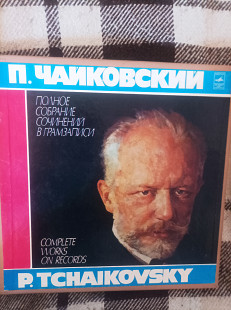 П. ЧАЙКОВСКИЙ
ПОЛНОЕ
СОБРАНИЕ
СОЧИНЕНИЙ
В ГРАМЗАПИСИ
COMPLETE
WORKS
ON RECORDS
P. TCHAIKOVSKY